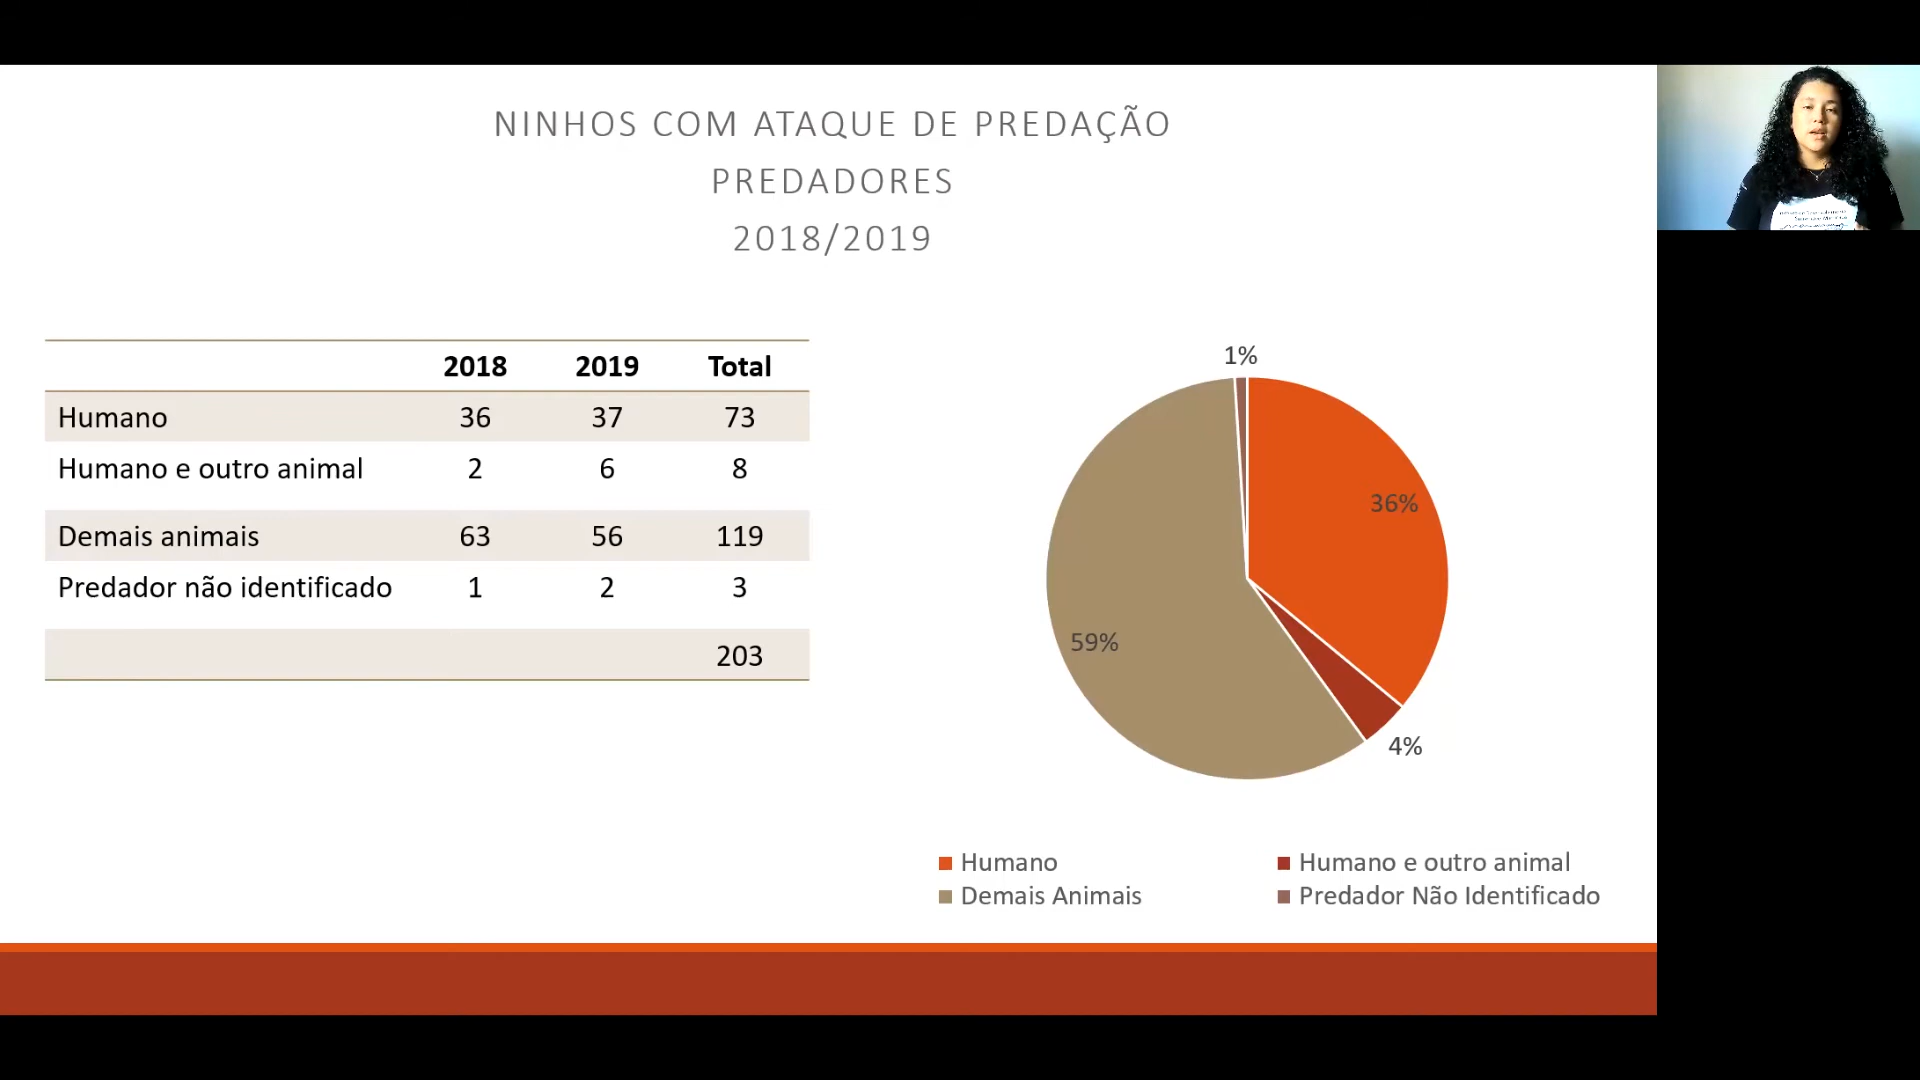 NINHOS COM ATAQUE DE PREDAÇÃO
PREDADORES
2018/2019
2018 2019 Total
Humano 36 37 73
Humano e outro animal 2 6 8
Demais animais 63 56 119
Predador não identificado 1 2 3
203
1%
36%
59%
4%
Humano Humano e outro animal
Demais Animais Predador Não Identificado